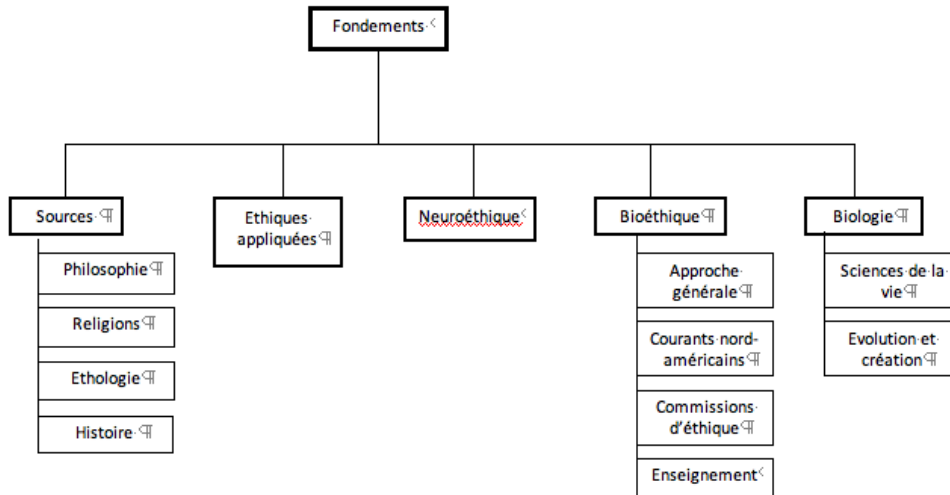 Fondements
Sources
Ethiques
appliquées
Neuroéthique
Bioéthique
Biologie
Philosophie
Religions
Ethologie
Histoire
Approche
générale
Courants nord-
américains
Commissions
d'éthique
Enseignement
Sciences de la
vie
Evolution et
création